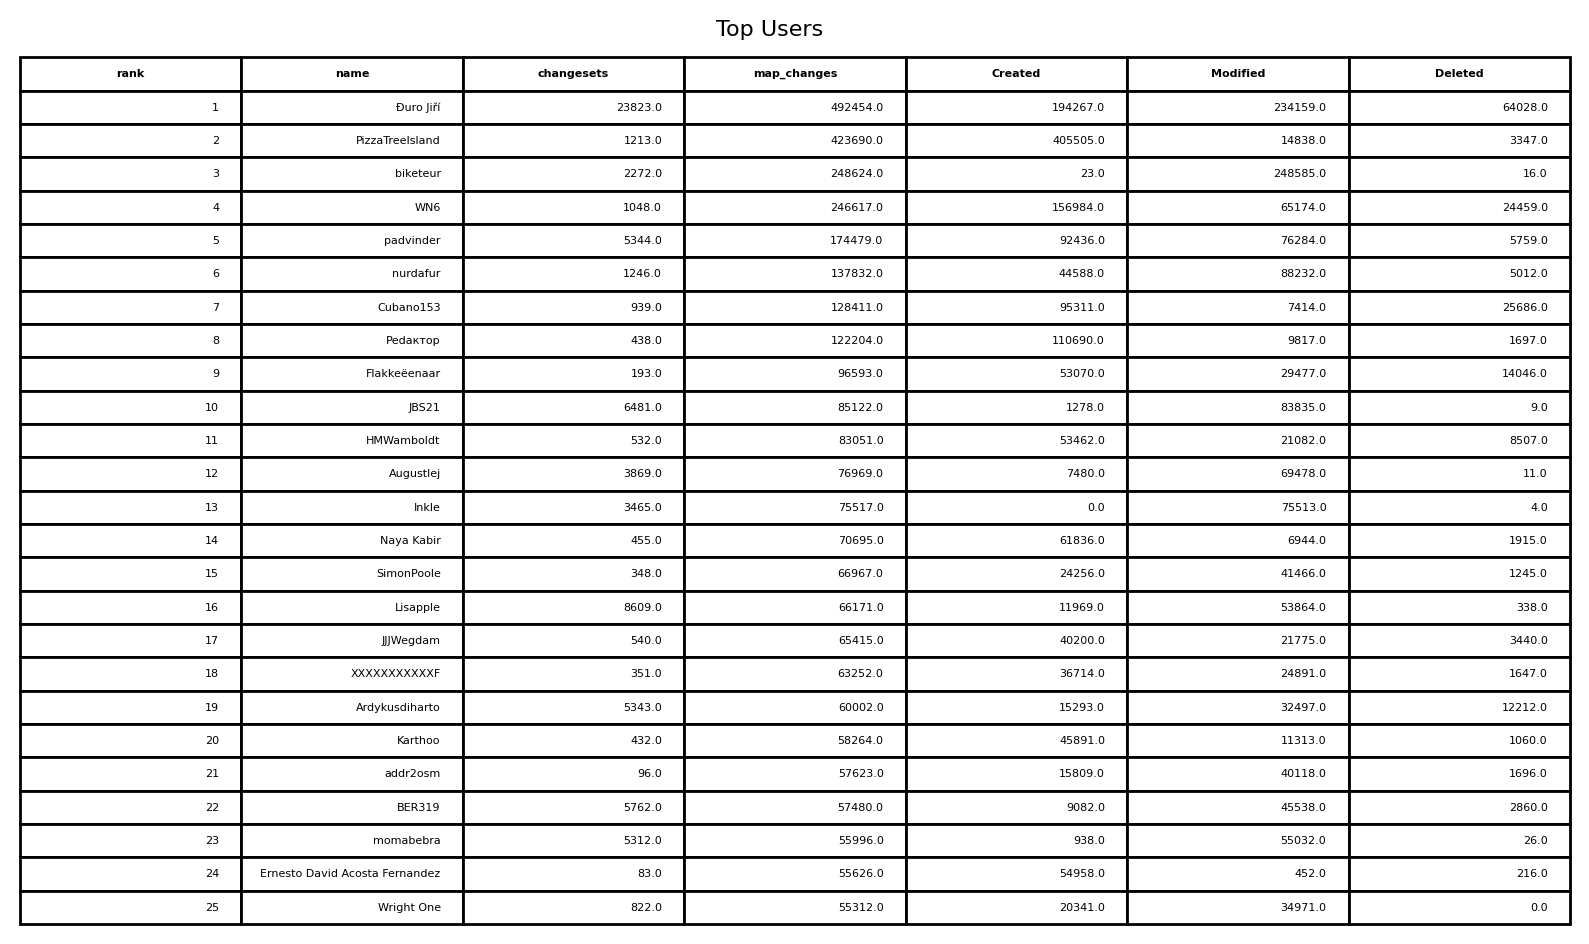 Top Users
rank name changesets map_changes Created Modified Deleted
1 Đuro Jiří 23823.0 492454.0 194267.0 234159.0 64028.0
2 PizzaTreeIsland 1213.0 423690.0 405505.0 14838.0 3347.0
3 biketeur 2272.0 248624.0 23.0 248585.0 16.0
4 WN6 1048.0 246617.0 156984.0 65174.0 24459.0
5 padvinder 5344.0 174479.0 92436.0 76284.0 5759.0
6 nurdafur 1246.0 137832.0 44588.0 88232.0 5012.0
7 Cubano153 939.0 128411.0 95311.0 7414.0 25686.0
8 Редактор 438.0 122204.0 110690.0 9817.0 1697.0
9 Flakkeëenaar 193.0 96593.0 53070.0 29477.0 14046.0
10 JBS21 6481.0 85122.0 1278.0 83835.0 9.0
11 HMWamboldt 532.0 83051.0 53462.0 21082.0 8507.0
12 Augustlej 3869.0 76969.0 7480.0 69478.0 11.0
13 Inkle 3465.0 75517.0 0.0 75513.0 4.0
14 Naya Kabir 455.0 70695.0 61836.0 6944.0 1915.0
15 SimonPoole 348.0 66967.0 24256.0 41466.0 1245.0
16 Lisapple 8609.0 66171.0 11969.0 53864.0 338.0
17 JJJWegdam 540.0 65415.0 40200.0 21775.0 3440.0
18 XXXXXXXXXXXF 351.0 63252.0 36714.0 24891.0 1647.0
19 Ardykusdiharto 5343.0 60002.0 15293.0 32497.0 12212.0
20 Karthoo 432.0 58264.0 45891.0 11313.0 1060.0
21 addr2osm 96.0 57623.0 15809.0 40118.0 1696.0
22 BER319 5762.0 57480.0 9082.0 45538.0 2860.0
23 momabebra 5312.0 55996.0 938.0 55032.0 26.0
24 Ernesto David Acosta Fernandez 83.0 55626.0 54958.0 452.0 216.0
25 Wright One 822.0 55312.0 20341.0 34971.0 0.0